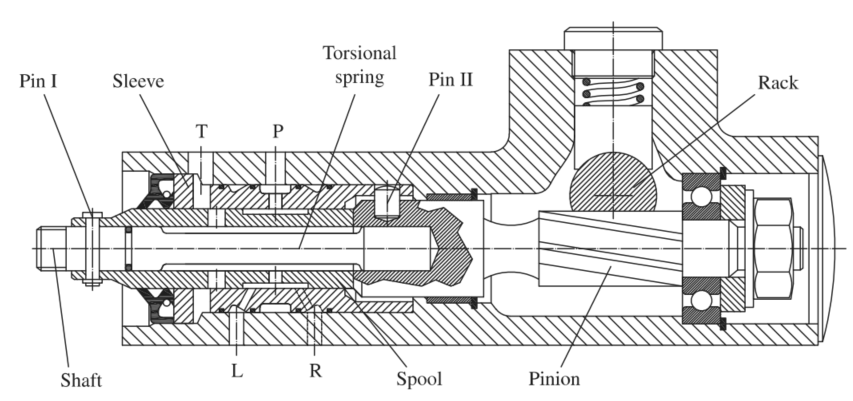 Torsional
spring
Pin I
Sleeve
Pin II
Rack
T
P
L
R
Shaft
Spool
Pinion